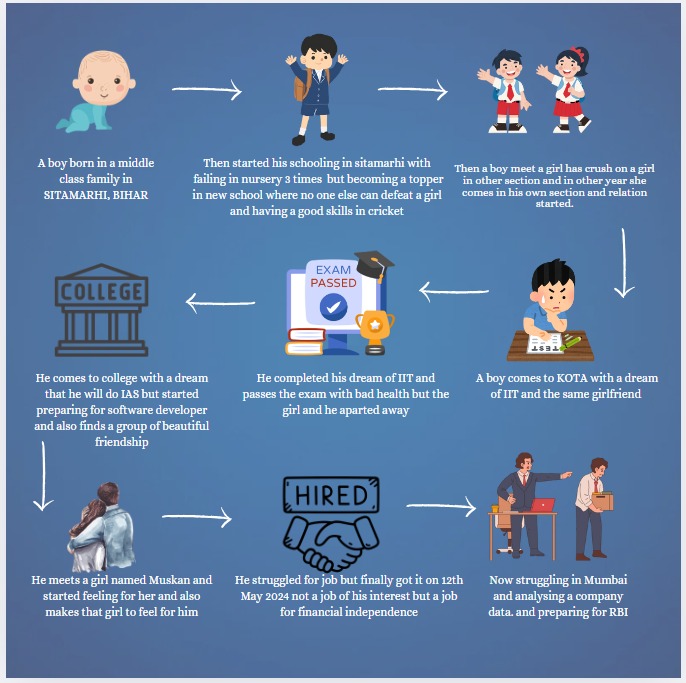 A boy born in a middle
class family in
SITAMARHI, BIHAR
Then started his schooling in sitamarhi with
failing in nursery 3 times but becoming a topper
in new school where no one else can defeat a girl
and having a good skills in cricket
Then a boy meet a girl has crush on a girl
in other section and in other year she
comes in his own section and relation
started.
TEST
A boy comes to KOTA with a dream
of IIT and the same girlfriend
EXAM
PASSED
He completed his dream of IIT and
passes the exam with bad health but the
girl and he aparted away
COLLEGE
He comes to college with a dream
that he will do IAS but started
preparing for software developer
and also finds a group of beautiful
friendship
He meets a girl named Muskan and
started feeling for her and also
makes that girl to feel for him
HIRED
He struggled for job but finally got it on 12th
May 2024 not a job of his interest but a job
for financial independence
Now struggling in Mumbai
and analysing a company
data. and preparing for RBI